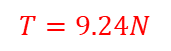 T = 9.24N